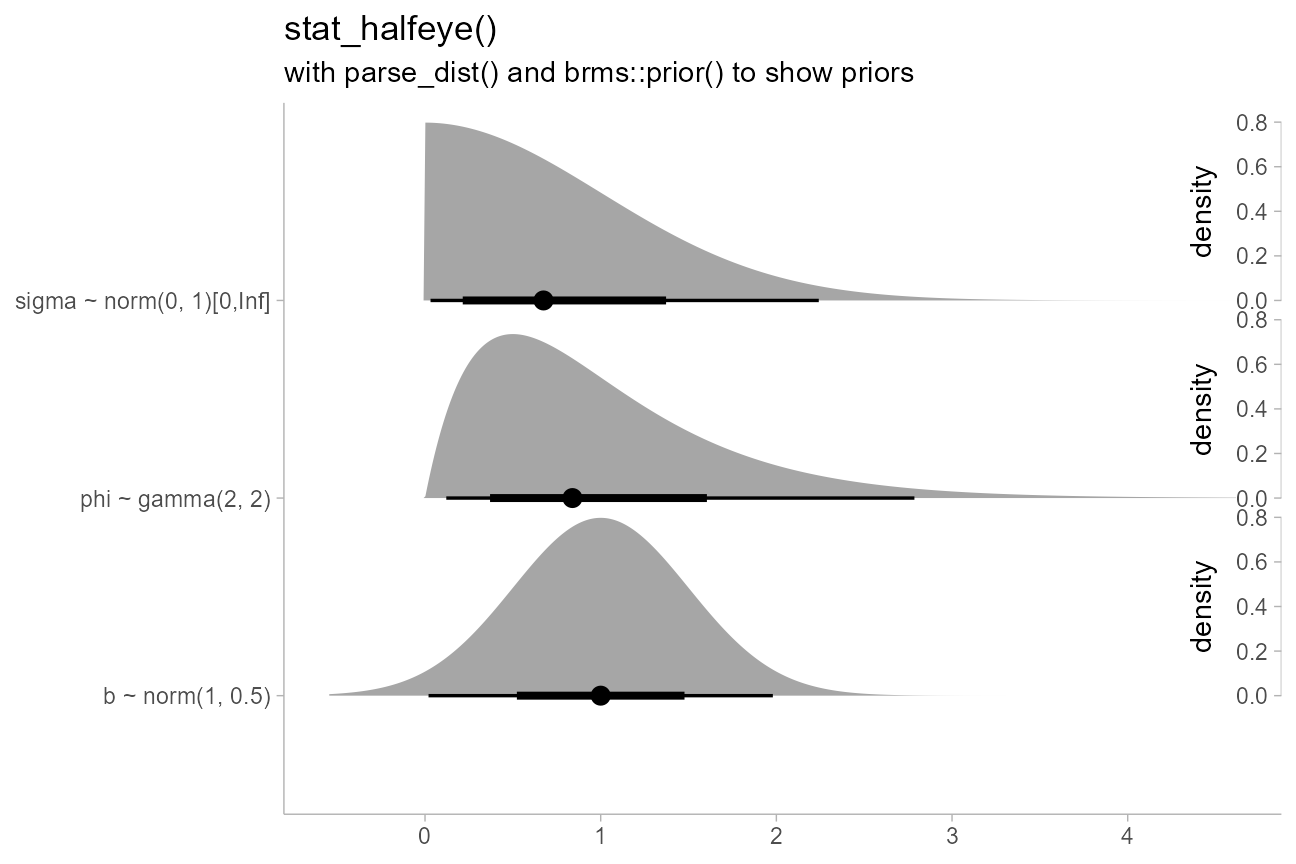 stat_halfeye()
with parse_dist() and brms::prior() to show priors
sigma ~ norm(0, 1)[0,Inf]
phi ~ gamma(2, 2)
b ~ norm(1, 0.5)
density
0.8
0.6
0.4
0.2
0.0
density
0.8
0.6
0.4
0.2
0.0
density
0.8
0.6
0.4
0.2
0.0
0
1
2
3
4